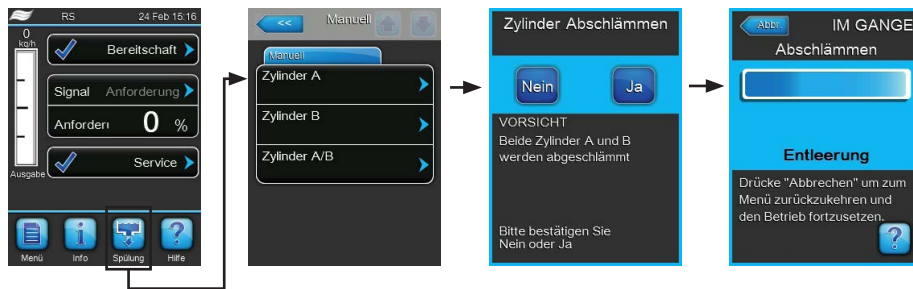 RS 24 Feb 15:16
0
kg/h
Bereitschaft
Signal Anforderung
Anforderu 0 %
Service
Ausgabe
Menü Info Spülung Hilfe
<< Manuell
Manuell
Zylinder A
Zylinder B
Zylinder A/B
Zylinder Abschlämmen
Nein Ja
VORSICHT
Beide Zylinder A und B
werden abgeschlämmt
Bitte bestätigen Sie
Nein oder Ja
Abbr. IM GANGE
Abschlämmen
Entleerung
Drücke "Abbrechen" um zum
Menü zurückzukehren und
den Betrieb fortzusetzen.
?